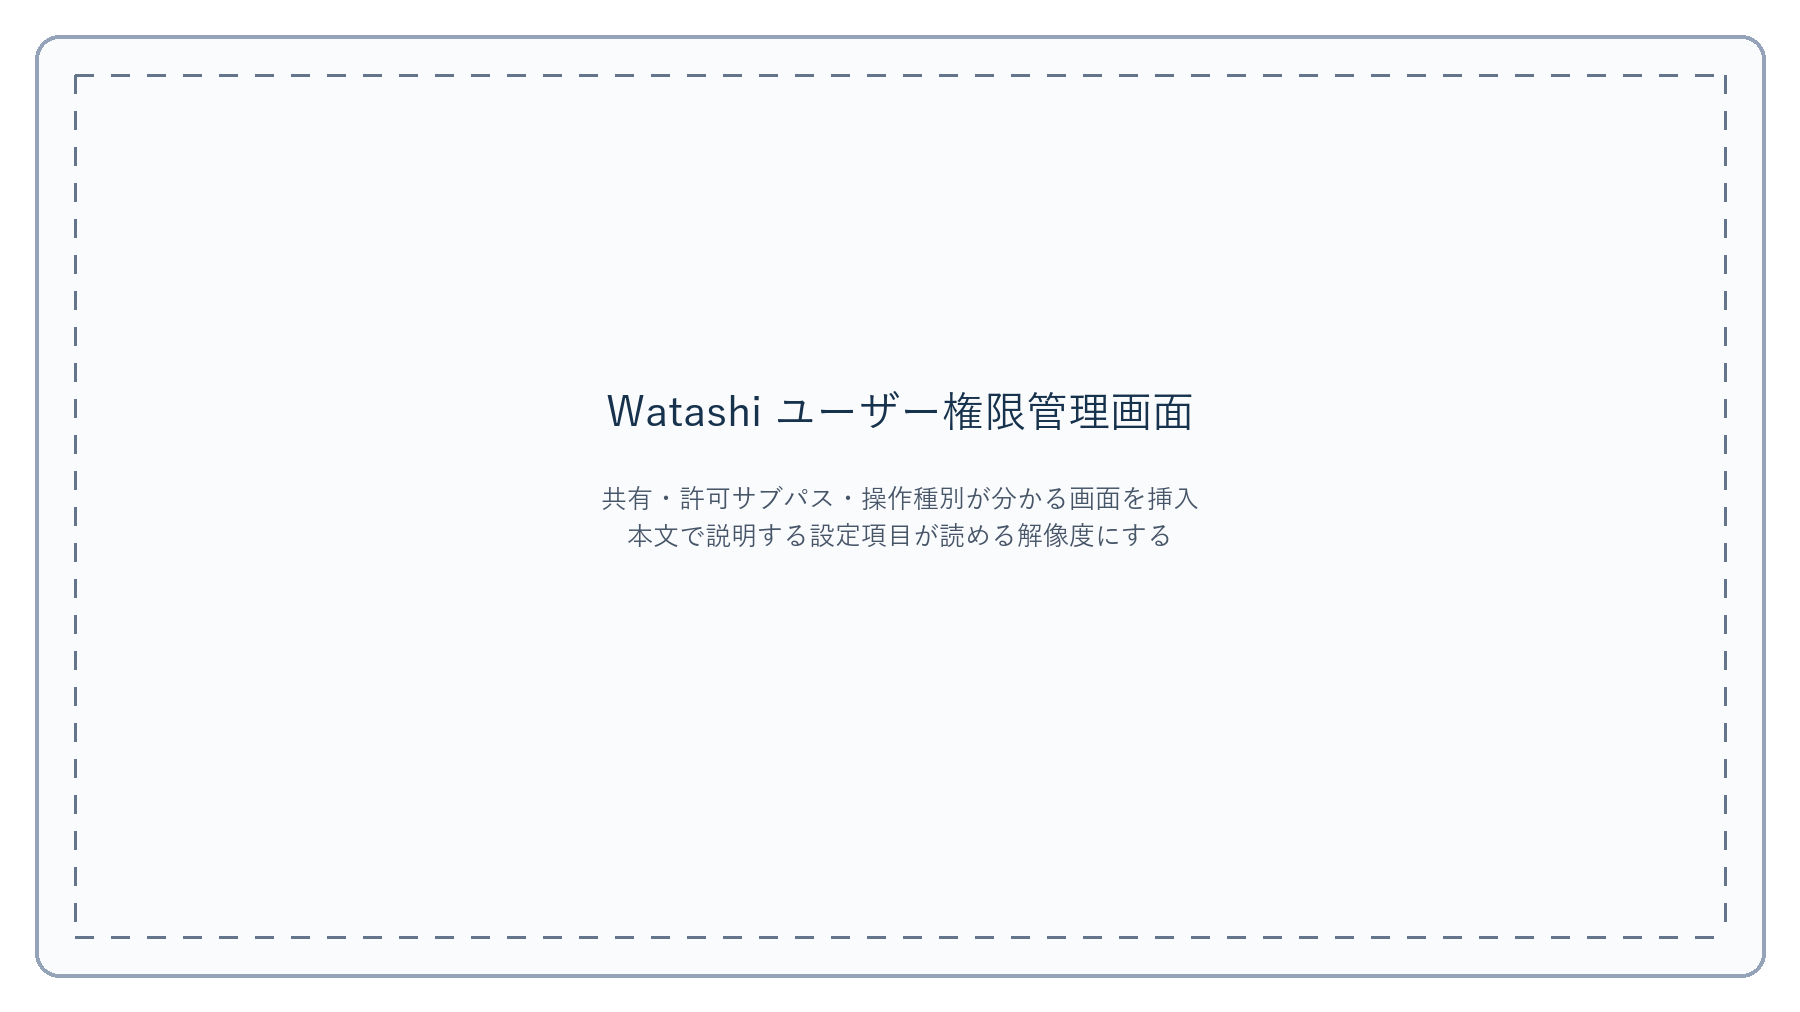 Watashi ユーザー権限管理画面
共有・許可サブパス・操作種別が分かる画面を挿入
本文で説明する設定項目が読める解像度にする